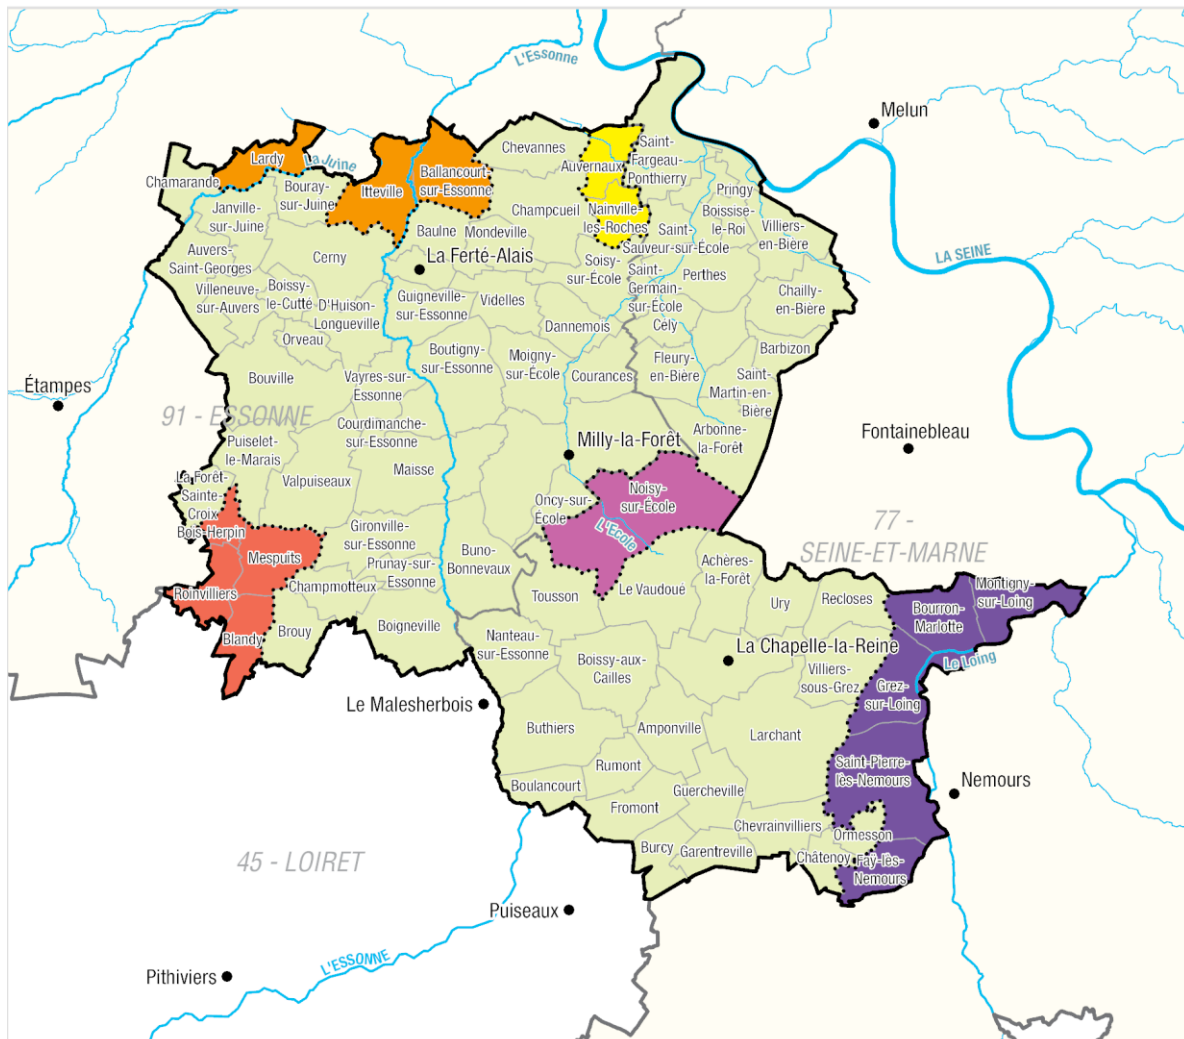 L'Essonne
Melun
Saint-
Fargeau-
Ponthierry
Chevannes
Auvernaux
Lardy
La Juine
Ballancourt-
sur-Essonne
Chamarande
Bouray-
sur-Juine
Itteville
Pringy
Boissise-
le-Roi
Villiers-
en-Bière
Janville-
sur-Juine
Champcueil
Nainville-
les-Roches
Baulne
Mondeville
Saint-
Sauveur-sur-École
Auvers-
Saint-Georges
Cerny
La Ferté-Alais
Soisy-
sur-École
LA SEINE
Villeneuve-
sur-Auvers
Boissy-
le-Cutté
D'Huison-
Longueville
Guigneville-
sur-Essonne
Videlles
Saint-
Germain-
sur-École
Perthes
Chailly-
en-Bière
Orveau
Dannemois
Cély
Boutigny-
sur-Essonne
Moigny-
sur-École
Fleury-
en-Bière
Barbizon
Étampes
Bouville
Vayres-sur-
Essonne
Courances
Saint-
Martin-en-
Bière
91 - ESSONNE
Courdimanche-
sur-Essonne
Arbonne-
la-Forêt
Fontainebleau
Puiselet-
le-Marais
Milly-la-Forêt
La Forêt-
Sainte-
Croix
Valpuiseaux
Maisse
Oncy-sur-
École
Noisy-
sur-École
L'École
77 -
SEINE-ET-MARNE
Bois-Herpin
Mespuits
Gironville-
sur-Essonne
Prunay-sur-
Essonne
Buno-
Bonnevaux
Achères-
la-Forêt
Roinvilliers
Champmotteux
Tousson
Le Vaudoué
Ury
Recloses
Montigny-
sur-Loing
Bourron-
Marlotte
Blandy
Brouy
Boigneville
Nanteau-
sur-Essonne
Boissy-aux-
Cailles
La Chapelle-la-Reine
Le Loing
Villiers-
sous-Grez
Grez-
sur-Loing
Le Malesherbois
Buthiers
Amponville
Larchant
Saint-Pierre-
lès-Nemours
Nemours
Rumont
Boulancourt
Guercheville
Fromont
Chevrainvilliers
Ormesson
Burcy
Garentreville
Châtenoy
Faÿ-lès-
Nemours
45 - LOIRET
Puiseaux
L'ESSONNE
Pithiviers